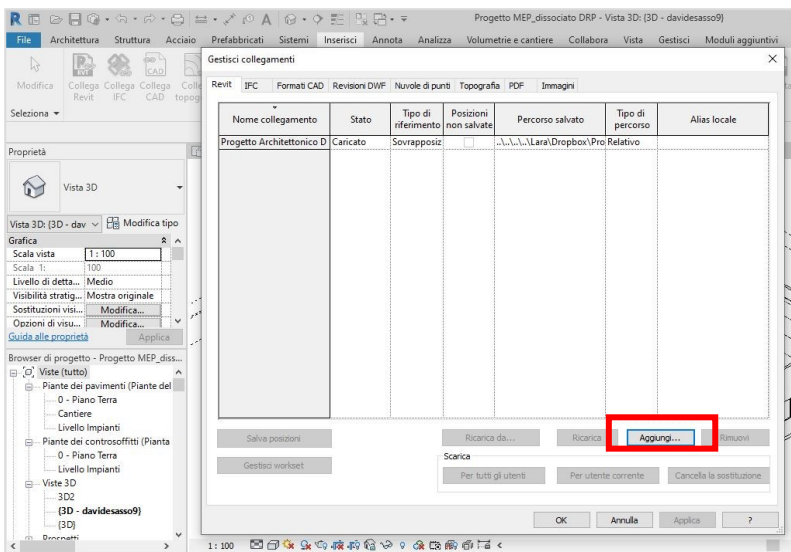 Progetto MEP_dissociato DRP - Vista 3D: {3D - davidesasso9}
File Architettura Struttura Acciaio Prefabbricati Sistemi Inserisci Annota Analizza Volumetrie e cantiere Collabora Vista Gestisci Moduli aggiuntivi
Modifica
Collega Revit
Collega IFC
Collega CAD
Seleziona
Gestisci collegamenti
Revit IFC Formati CAD Revisioni DWF Nuvole di punti Topografia PDF Immagini
Nome collegamento Stato Tipo di riferimento Posizioni non salvate Percorso salvato Tipo di percorso Alias locale
Progetto Architettonico D Caricato Sovrapposiz ..\..\..\..\Lara\Dropbox\Pro Relativo
Proprietà
Vista 3D
Vista 3D: {3D - dav Modifica tipo
Grafica
Scala vista 1 : 100
Scala 1: 100
Livello di detta... Medio
Visibilità stratig... Mostra originale
Sostituzioni visi... Modifica...
Opzioni di visu... Modifica...
Guida alle proprietà Applica
Browser di progetto - Progetto MEP_diss...
Viste (tutto)
Piante dei pavimenti (Piante del
0 - Piano Terra
Cantiere
Livello Impianti
Piante dei controsoffitti (Pianta
0 - Piano Terra
Livello Impianti
Viste 3D
3D2
{3D - davidesasso9}
{3D}
Prospetti
Salva posizioni Ricarica da... Ricarica Aggiungi... Rimuovi
Gestisci workset
Scarica
Per tutti gli utenti Per utente corrente Cancella la sostituzione
OK Annulla Applica ?
1 : 100